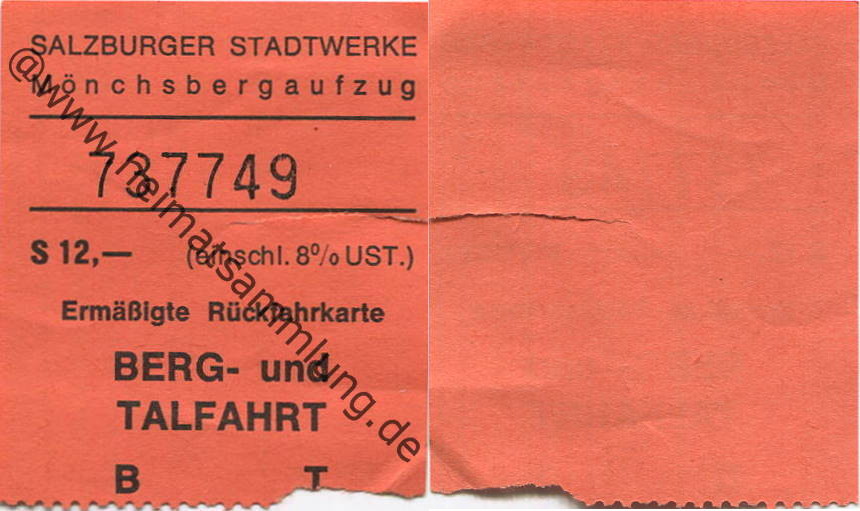 SALZBURGER STADTWERKE
Mönchsbergaufzug
737749
S 12,—
(einschl. 8% UST.)
Ermäßigte Rückfahrkarte
BERG- und
TALFAHRT
B T
@www.heimatsammlung.de